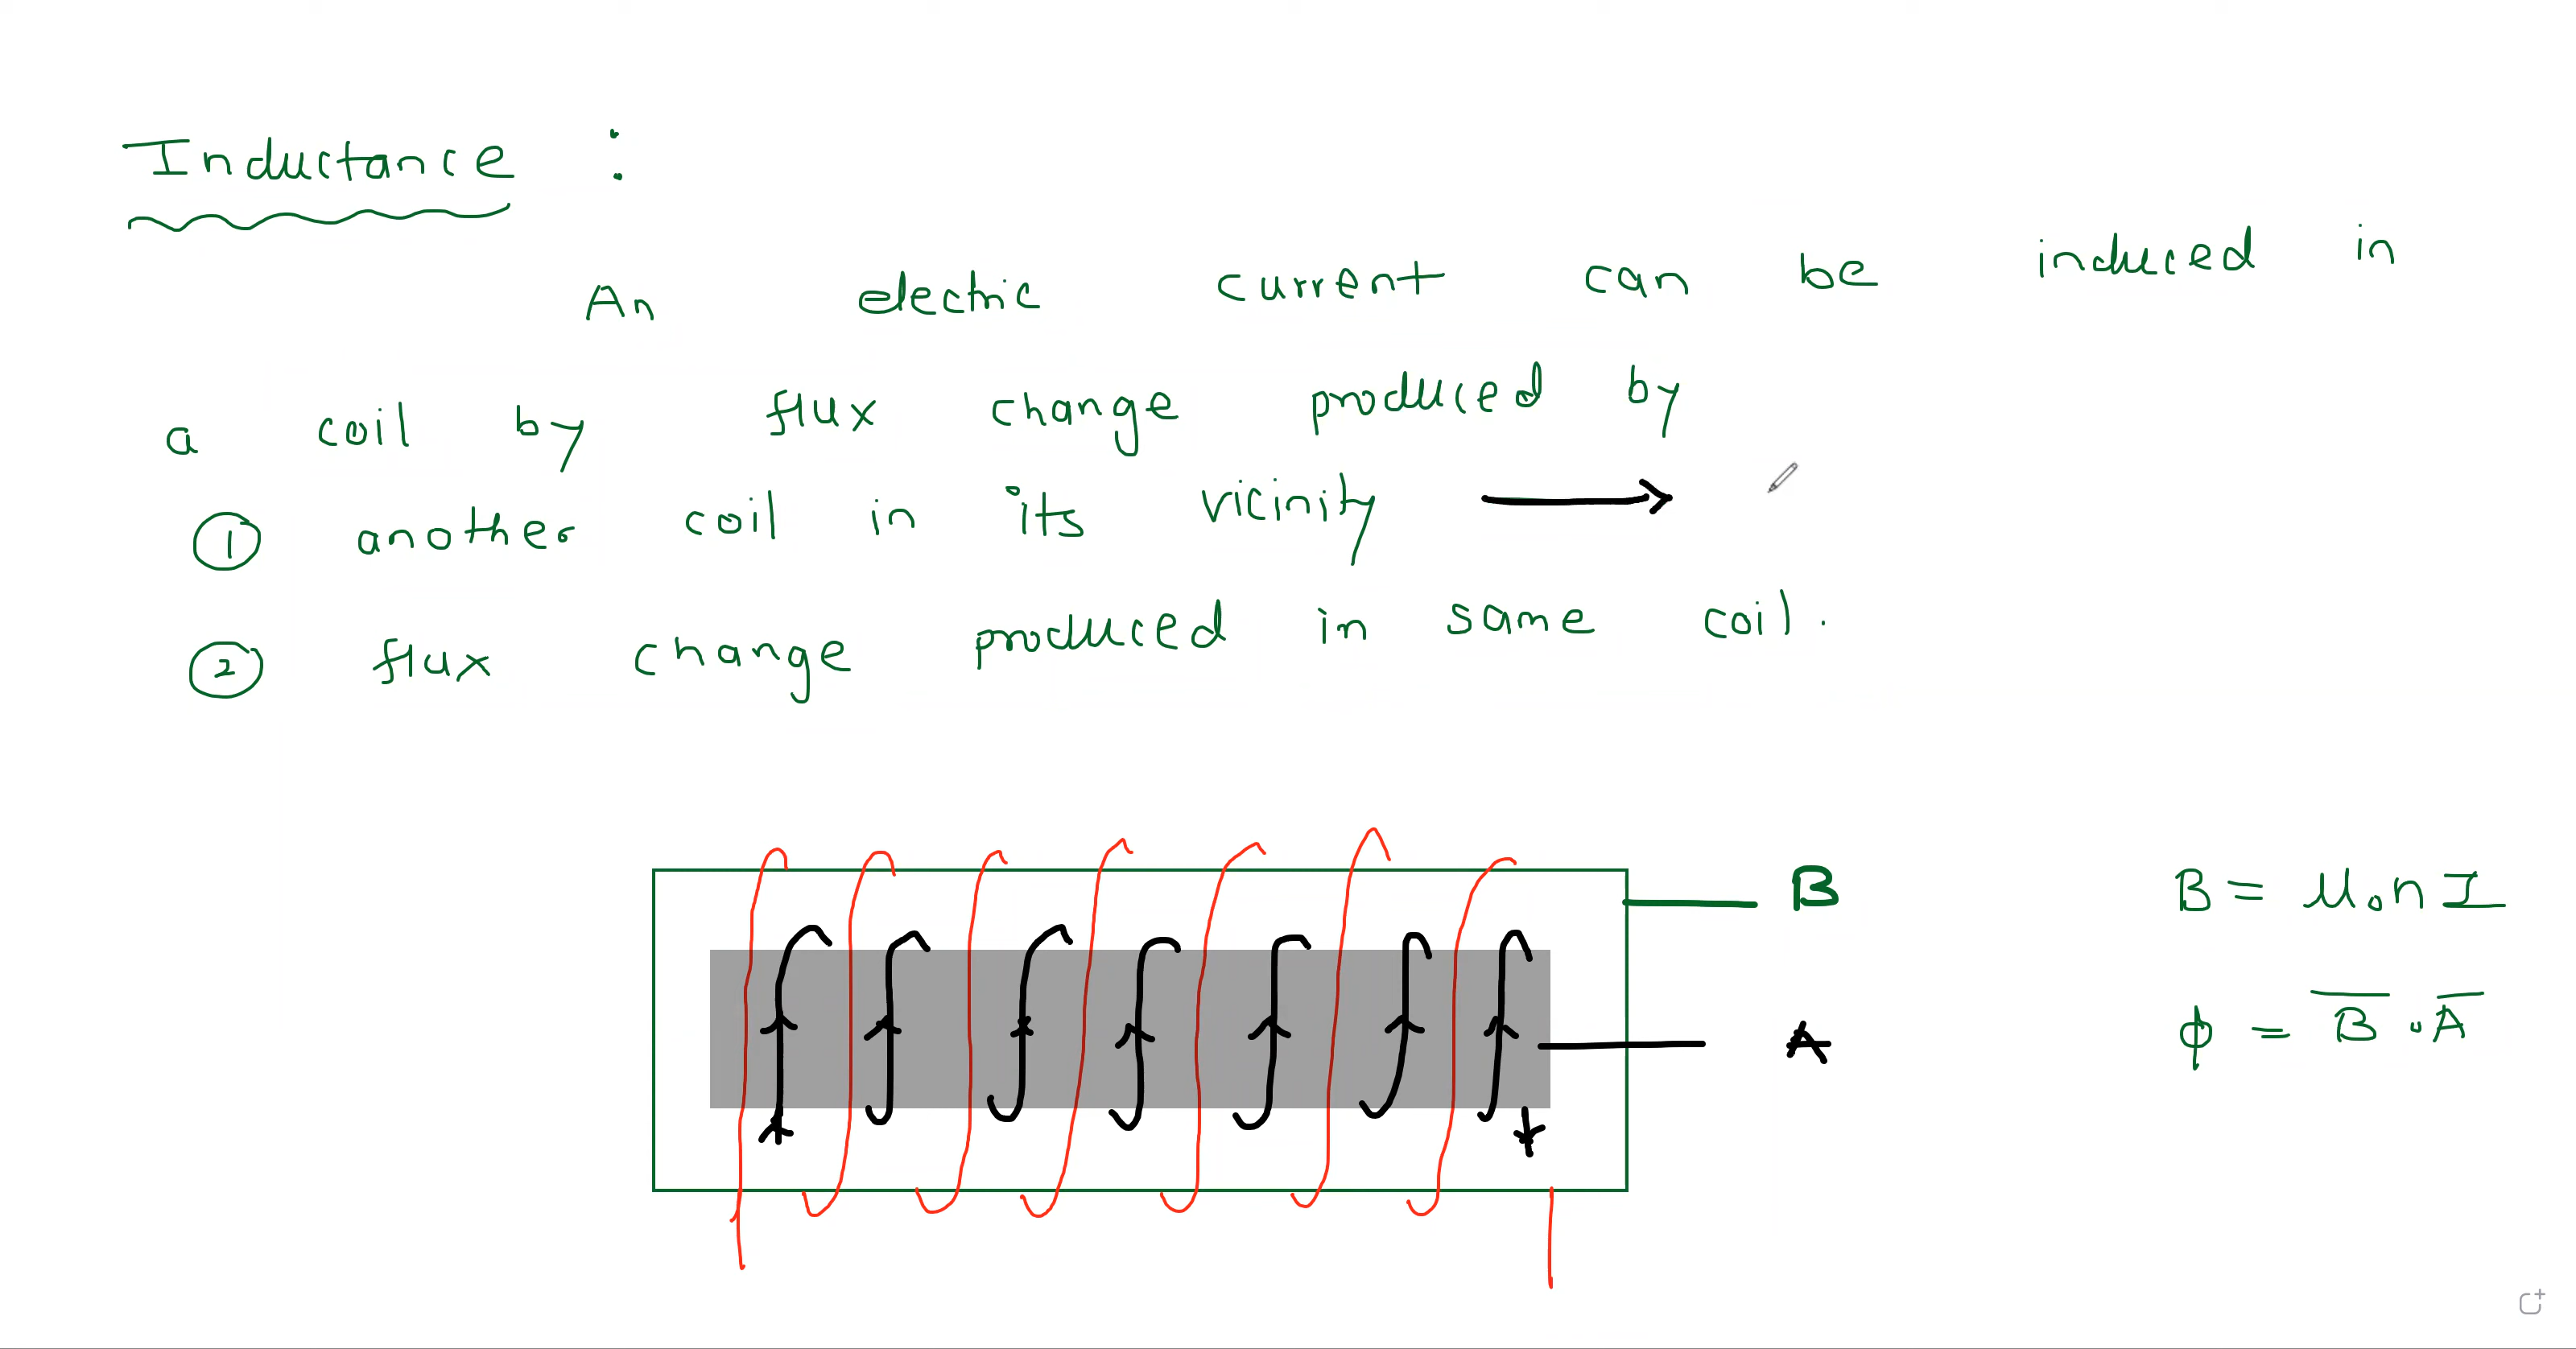 Inductance :
An electric current can be induced in
a coil by flux change produced by
① another coil in its vicinity →
② flux change produced in same coil.
B
B = μ₀nI
A
ϕ = B̅ . A̅